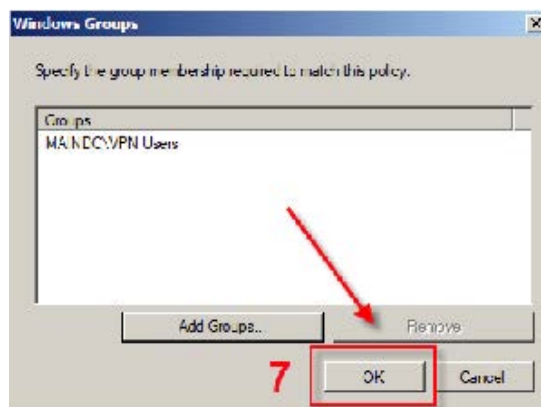 Windows Groups
Specify the group membership required to match this policy.
Groups
MAINDC\VPN Users
Add Groups... Remove
7 OK Cancel